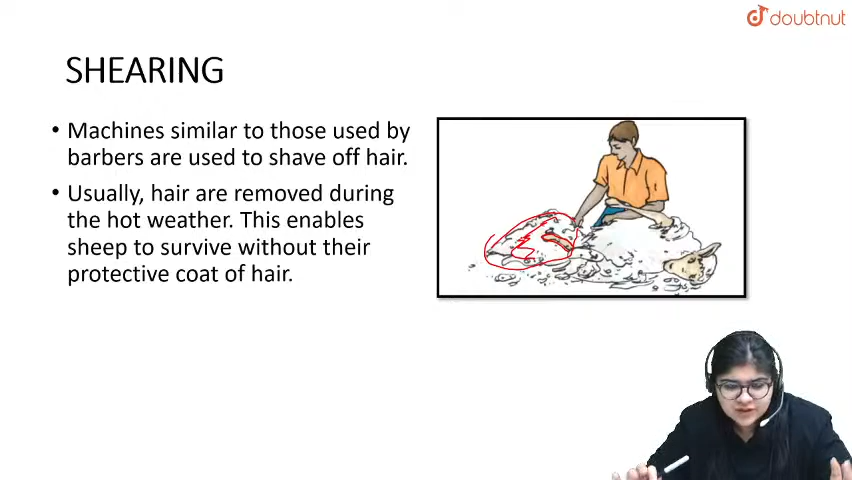 doubtnut
SHEARING
• Machines similar to those used by
barbers are used to shave off hair.
• Usually, hair are removed during
the hot weather. This enables
sheep to survive without their
protective coat of hair.